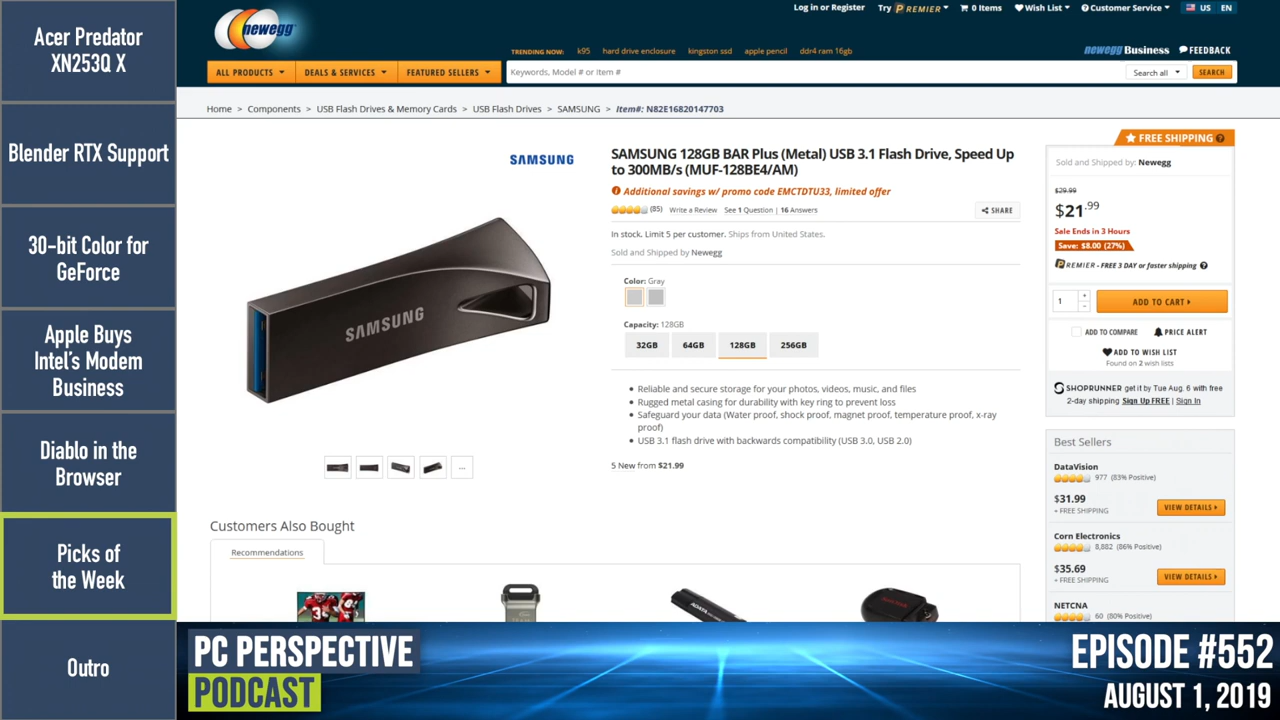 Acer Predator
XN253Q X
Blender RTX Support
30-bit Color for
GeForce
Apple Buys
Intel's Modem
Business
Diablo in the
Browser
Picks of
the Week
Outro
newegg
Log in or Register
Try PREMIER
0 Items
Wish List
Customer Service
US EN
TRENDING NOW: k95 hard drive enclosure kingston ssd apple pencil ddr4 ram 16gb
newegg Business
FEEDBACK
ALL PRODUCTS
DEALS & SERVICES
FEATURED SELLERS
Keywords, Model # or Item #
Search all
SEARCH
Home > Components > USB Flash Drives & Memory Cards > USB Flash Drives > SAMSUNG > Item#: N82E16820147703
SAMSUNG
SAMSUNG
SAMSUNG 128GB BAR Plus (Metal) USB 3.1 Flash Drive, Speed Up
to 300MB/s (MUF-128BE4/AM)
Additional savings w/ promo code EMCTDTU33, limited offer
(85) Write a Review See 1 Question | 16 Answers
SHARE
In stock. Limit 5 per customer. Ships from United States.
Sold and Shipped by Newegg
Color: Gray
Capacity: 128GB
32GB 64GB 128GB 256GB
• Reliable and secure storage for your photos, videos, music, and files
• Rugged metal casing for durability with key ring to prevent loss
• Safeguard your data (Water proof, shock proof, magnet proof, temperature proof, x-ray
proof)
• USB 3.1 flash drive with backwards compatibility (USB 3.0, USB 2.0)
5 New from $21.99
...
Customers Also Bought
Recommendations
FREE SHIPPING
Sold and Shipped by: Newegg
$29.99
$21.99
Sale Ends in 3 Hours
Save: $8.00 (27%)
PREMIER - FREE 3 DAY or faster shipping
1
+
-
ADD TO CART
ADD TO COMPARE
PRICE ALERT
ADD TO WISH LIST
Found on 2 wish lists
SHOPRUNNER get it by Tue Aug. 6 with free
2-day shipping Sign Up FREE | Sign In
Best Sellers
DataVision
977 (83% Positive)
$31.99
+ FREE SHIPPING
VIEW DETAILS
Corn Electronics
8,882 (86% Positive)
$35.69
+ FREE SHIPPING
VIEW DETAILS
NETCNA
60 (80% Positive)
PC PERSPECTIVE
PODCAST
EPISODE #552
AUGUST 1, 2019